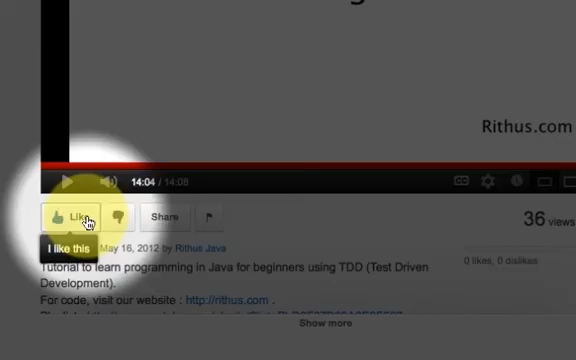 Rithus.com
14:04 / 14:08
CC
Like
Share
36 views
I like this
May 16, 2012 by Rithus Java
0 likes, 0 dislikes
Tutorial to learn programming in Java for beginners using TDD (Test Driven
Development).
For code, visit our website : http://rithus.com .
Show more